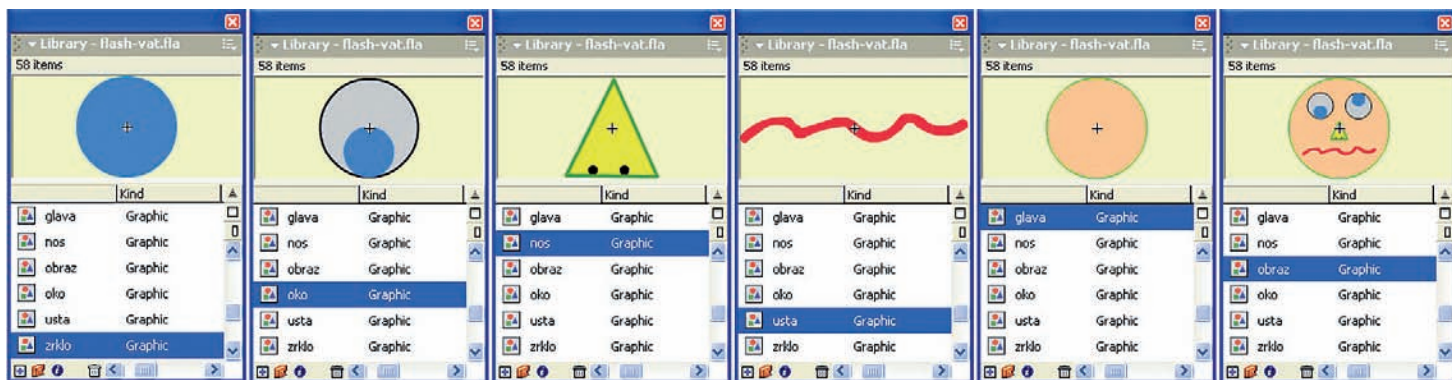 Library - flash-vat.fla
58 items
Kind
glava Graphic
nos Graphic
obraz Graphic
oko Graphic
usta Graphic
zrklo Graphic
Library - flash-vat.fla
58 items
Kind
glava Graphic
nos Graphic
obraz Graphic
oko Graphic
usta Graphic
zrklo Graphic
Library - flash-vat.fla
58 items
Kind
glava Graphic
nos Graphic
obraz Graphic
oko Graphic
usta Graphic
zrklo Graphic
Library - flash-vat.fla
58 items
Kind
glava Graphic
nos Graphic
obraz Graphic
oko Graphic
usta Graphic
zrklo Graphic
Library - flash-vat.fla
58 items
Kind
glava Graphic
nos Graphic
obraz Graphic
oko Graphic
usta Graphic
zrklo Graphic
Library - flash-vat.fla
58 items
Kind
glava Graphic
nos Graphic
obraz Graphic
oko Graphic
usta Graphic
zrklo Graphic